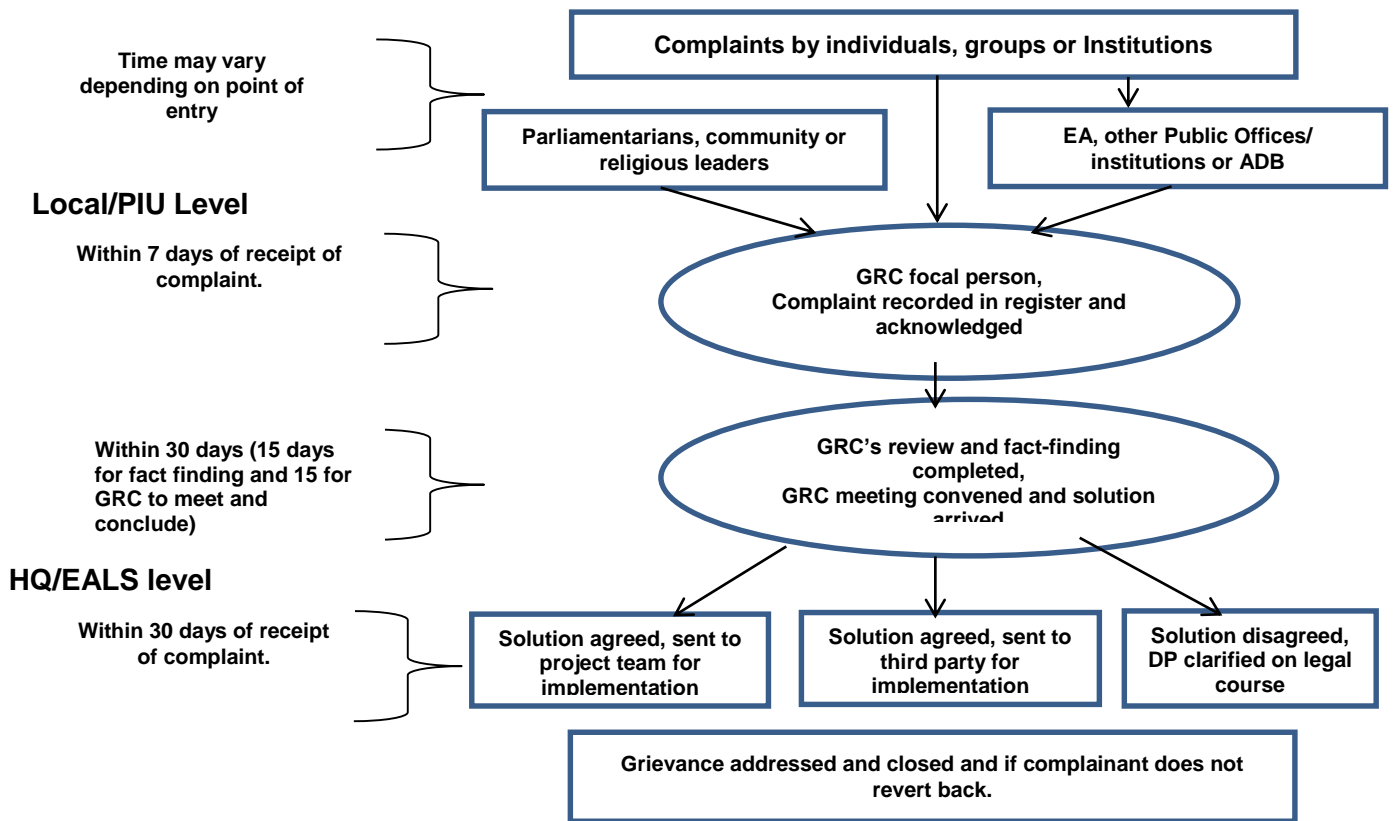 Complaints by individuals, groups or Institutions
Time may vary
depending on point of
entry
Parliamentarians, community or
religious leaders
EA, other Public Offices/
institutions or ADB
Local/PIU Level
Within 7 days of receipt of
complaint.
GRC focal person,
Complaint recorded in register and
acknowledged
Within 30 days (15 days
for fact finding and 15 for
GRC to meet and
conclude)
GRC’s review and fact-finding
completed,
GRC meeting convened and solution
arrived
HQ/EALS level
Within 30 days of receipt
of complaint.
Solution agreed, sent to
project team for
implementation
Solution agreed, sent to
third party for
implementation
Solution disagreed,
DP clarified on legal
course
Grievance addressed and closed and if complainant does not
revert back.